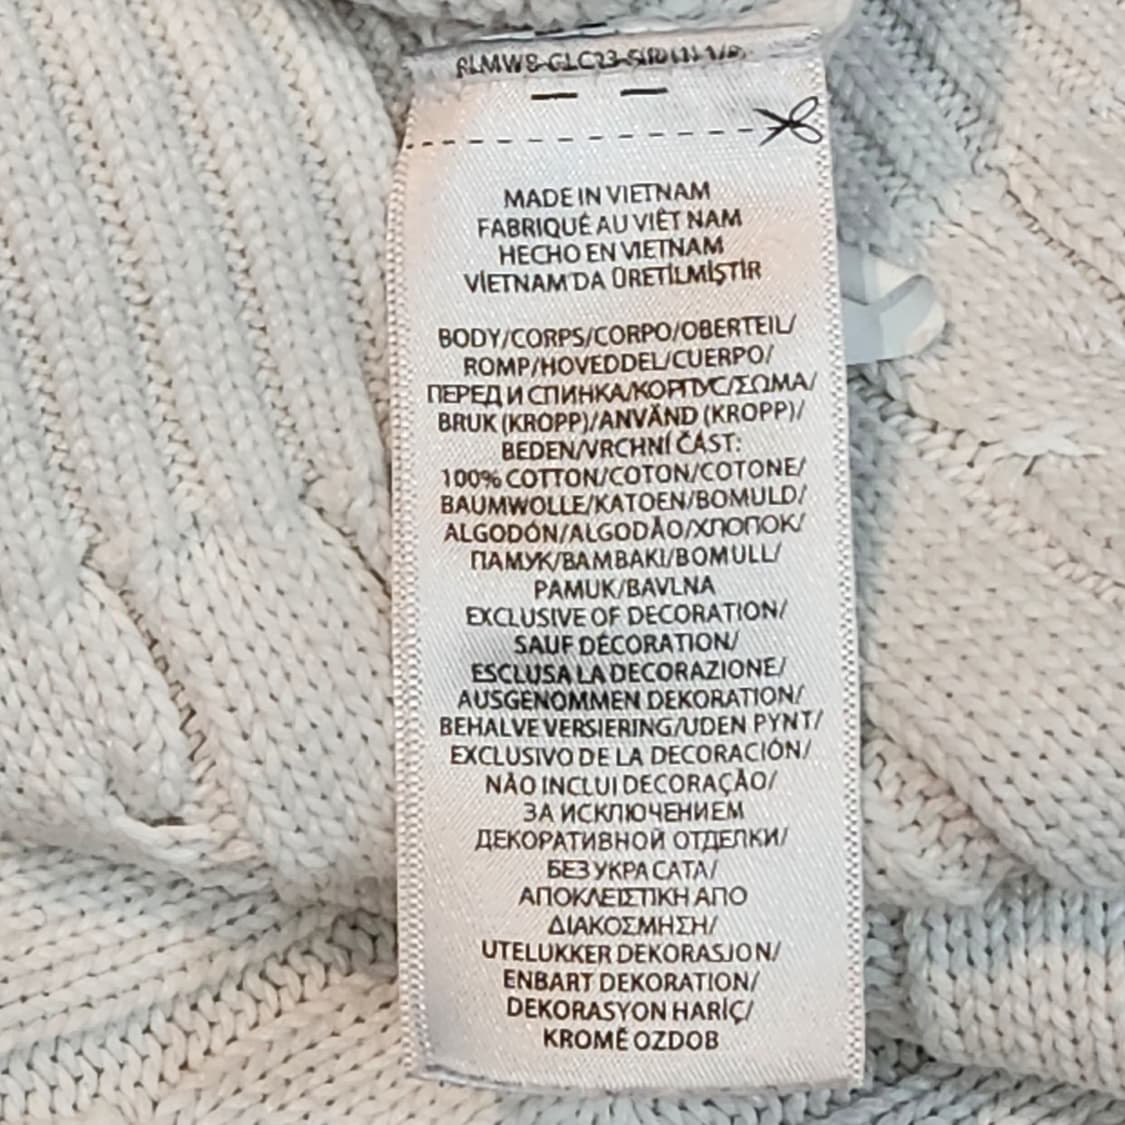 MADE IN VIETNAM
FABRIQUÉ AU VIÊT NAM
HECHO EN VIETNAM
VİETNAM'DA ÜRETİLMİŞTİR
BODY/CORPS/CORPO/OBERTEIL/
ROMP/HOVEDDEL/CUERPO/
ПЕРЕД И СПИНКА/КОРПУС/ΣΩΜΑ/
BRUK (KROPP)/ANVÄND (KROPP)/
BEDEN/VRCHNÍ ČÁST:
100% COTTON/COTON/COTONE/
BAUMWOLLE/KATOEN/BOMULD/
ALGODÓN/ALGODÃO/ХЛОПОК/
ПАМУК/BAMBAKI/BOMULL/
PAMUK/BAVLNA
EXCLUSIVE OF DECORATION/
SAUF DÉCORATION/
ESCLUSA LA DECORAZIONE/
AUSGENOMMEN DEKORATION/
BEHALVE VERSIERING/UDEN PYNT/
EXCLUSIVO DE LA DECORACIÓN/
NÃO INCLUI DECORAÇÃO/
ЗА ИСКЛЮЧЕНИЕМ
ДЕКОРАТИВНОЙ ОТДЕЛКИ/
БЕЗ УКРАСАТА/
ΑΠΟΚΛΕΙΣΤΙΚΗ ΑΠΟ
ΔΙΑΚΟΣΜΗΣΗ/
UTELUKKER DEKORASJON/
ENBART DEKORATION/
DEKORASYON HARİÇ/
KROMĚ OZDOB